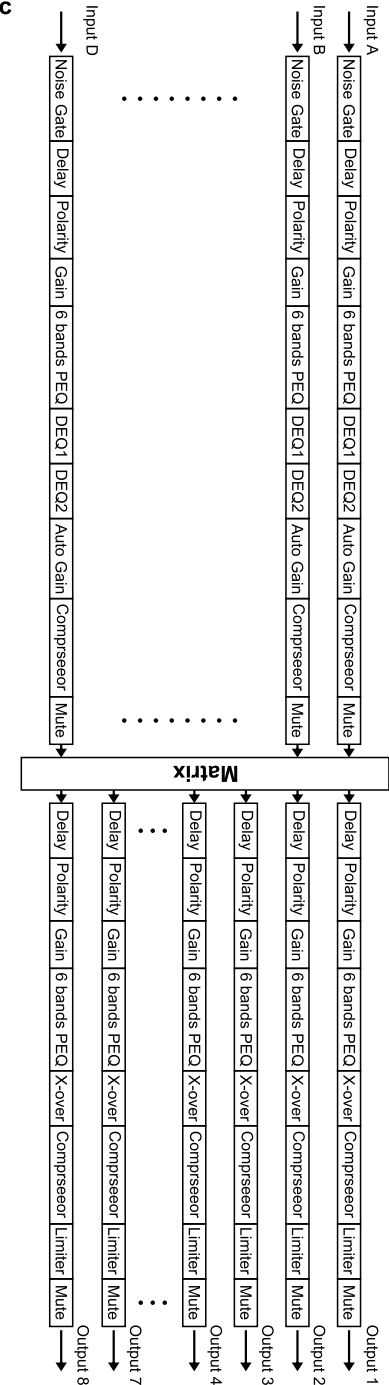 c
Input A
Noise Gate Delay Polarity Gain 6 bands PEQ DEQ1 DEQ2 Auto Gain Comprseeor Mute
Input B
Noise Gate Delay Polarity Gain 6 bands PEQ DEQ1 DEQ2 Auto Gain Comprseeor Mute
Input D
Noise Gate Delay Polarity Gain 6 bands PEQ DEQ1 DEQ2 Auto Gain Comprseeor Mute
Matrix
Delay Polarity Gain 6 bands PEQ X-over Comprseeor Limiter Mute
Output 1
Delay Polarity Gain 6 bands PEQ X-over Comprseeor Limiter Mute
Output 2
Delay Polarity Gain 6 bands PEQ X-over Comprseeor Limiter Mute
Output 3
Delay Polarity Gain 6 bands PEQ X-over Comprseeor Limiter Mute
Output 4
Delay Polarity Gain 6 bands PEQ X-over Comprseeor Limiter Mute
Output 7
Delay Polarity Gain 6 bands PEQ X-over Comprseeor Limiter Mute
Output 8